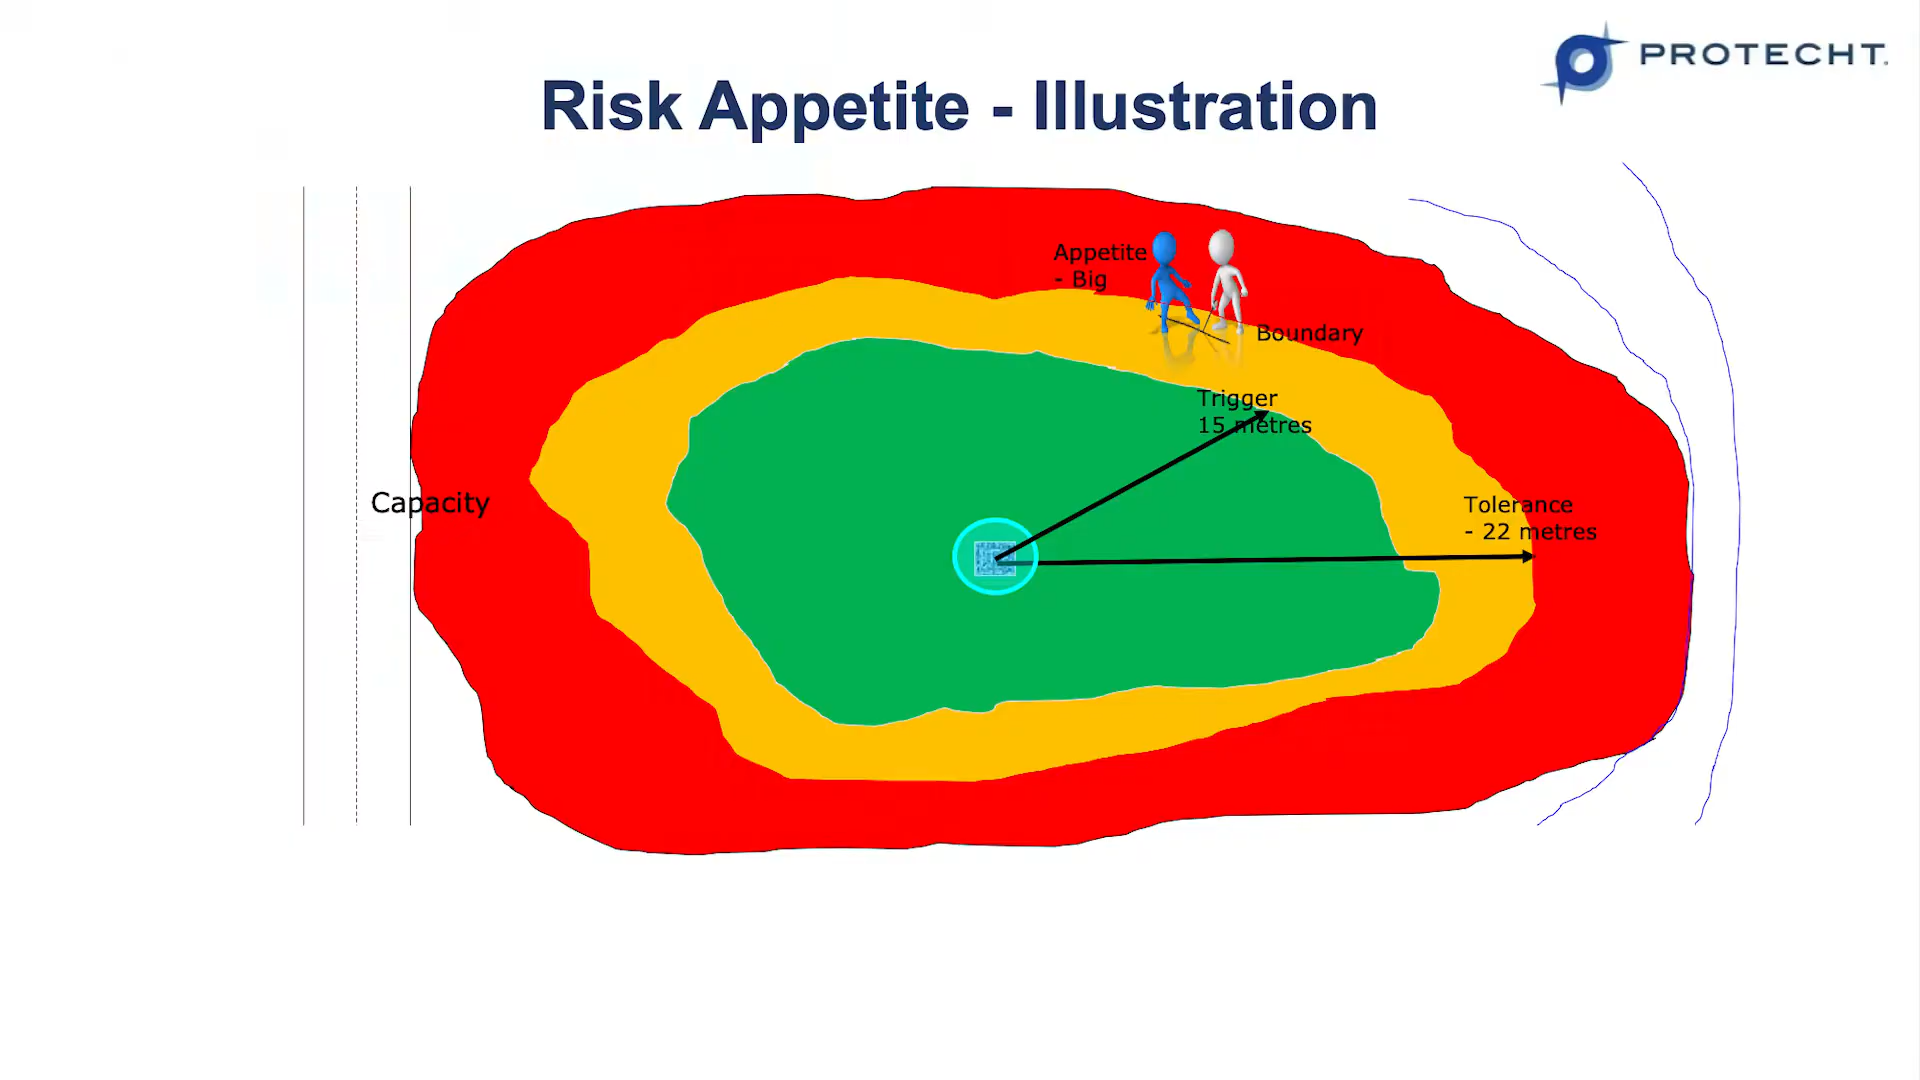 PROTECHT.
Risk Appetite - Illustration
Appetite
- Big
Boundary
Trigger
15 metres
Capacity
Tolerance
- 22 metres